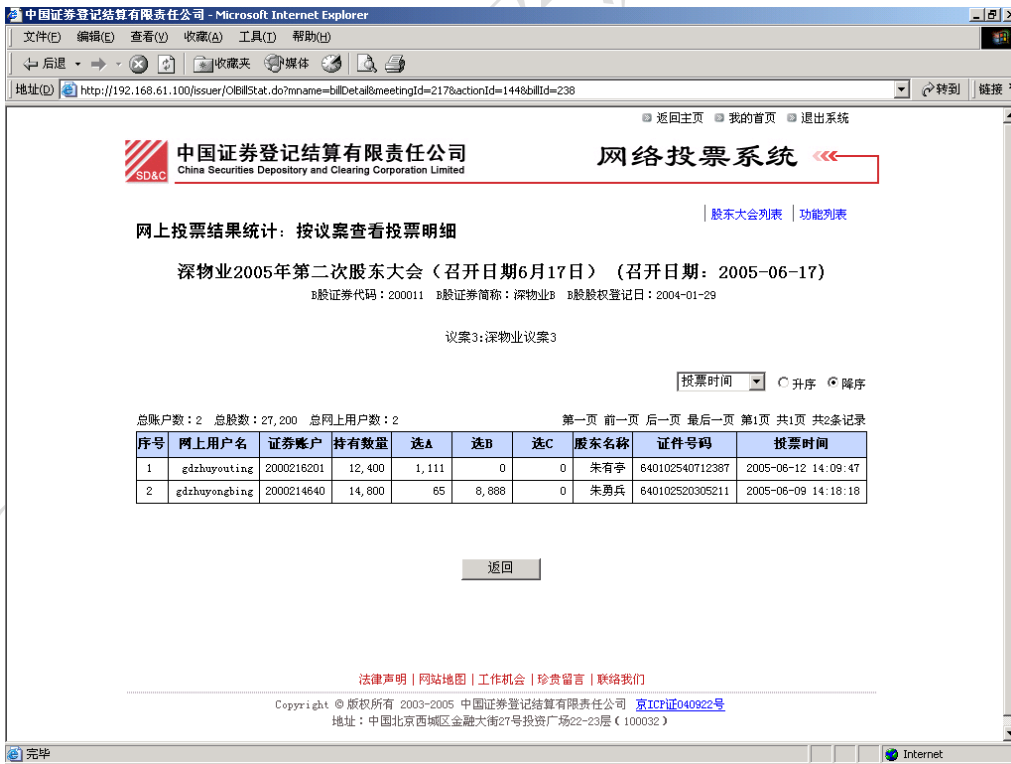 中国证券登记结算有限责任公司 - Microsoft Internet Explorer
文件(F) 编辑(E) 查看(V) 收藏(A) 工具(T) 帮助(H)
后退 收藏夹 媒体
地址(D) http://192.168.61.100/issuer/OlBillStat.do?mname=billDetail&meetingId=217&actionId=144&billId=238 转到 链接
返回主页 我的首页 退出系统
SD&C 中国证券登记结算有限责任公司 网络投票系统
China Securities Depository and Clearing Corporation Limited
股东大会列表 功能列表
网上投票结果统计：按议案查看投票明细
深物业2005年第二次股东大会（召开日期6月17日） (召开日期：2005-06-17)
B股证券代码：200011 B股证券简称：深物业B B股股权登记日：2004-01-29
议案3:深物业议案3
投票时间 升序 降序
总账户数：2 总股数：27,200 总网上用户数：2 第一页 前一页 后一页 最后一页 第1页 共1页 共2条记录
序号 网上用户名 证券账户 持有数量 选A 选B 选C 股东名称 证件号码 投票时间
1 gdzhuyouting 2000216201 12,400 1,111 0 0 朱有亭 640102540712387 2005-06-12 14:09:47
2 gdzhuyongbing 2000214640 14,800 65 8,888 0 朱勇兵 640102520305211 2005-06-09 14:18:18
返回
法律声明 | 网站地图 | 工作机会 | 珍贵留言 | 联络我们
Copyright © 版权所有 2003-2005 中国证券登记结算有限责任公司 京ICP证040922号
地址：中国北京西城区金融大街27号投资广场22-23层 ( 100032 )
完毕 Internet